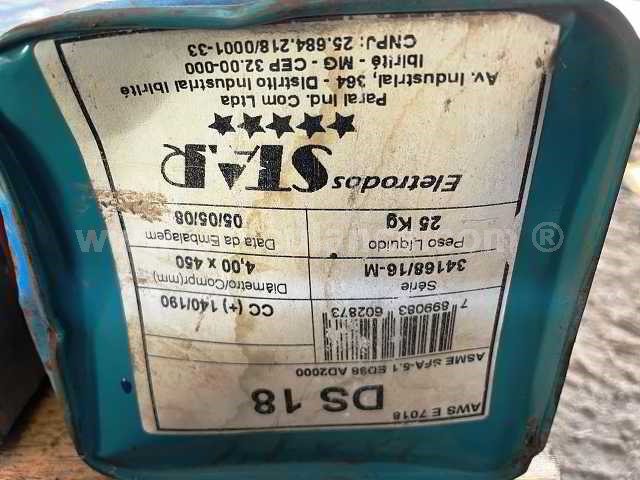 AWS E 7018
DS 18
ASME SFA-5.1 ED98 AD2000
7 899083 602873
CC (+) 140/190
Série
Diâmetro/Compr(mm)
34168/16-M
4,00 x 450
Peso Líquido
Data da Embalagem
25 Kg
05/05/08
Eletrodos STAR
Paral Ind. Com Ltda
Av. Industrial, 364 - Distrito Industrial Ibirité
Ibirité - MG - CEP 32.00-000
CNPJ: 25.684.218/0001-33